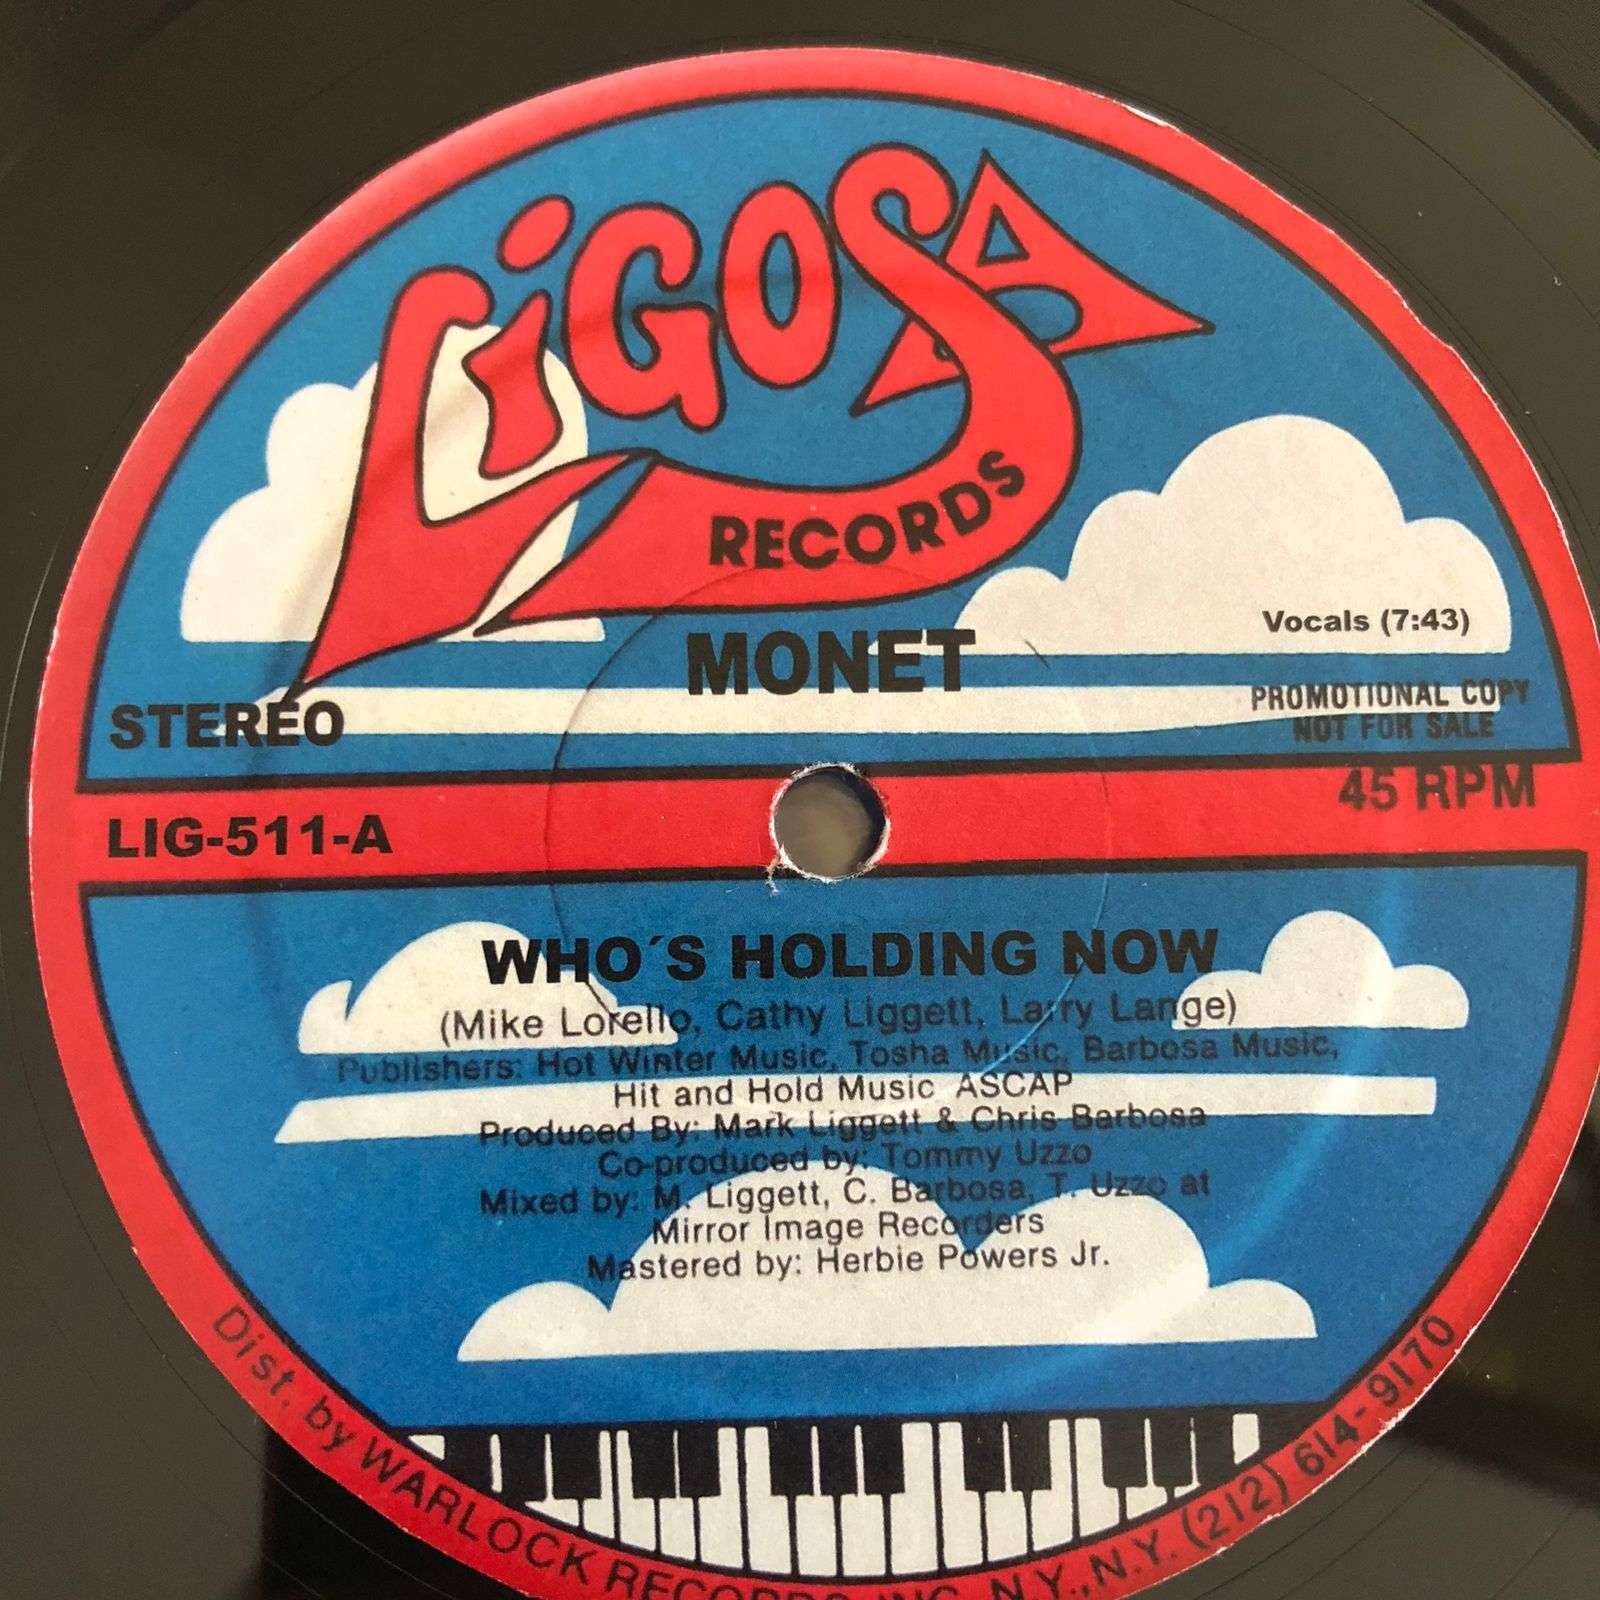 LIGOSA
RECORDS
MONET
Vocals (7:43)
PROMOTIONAL COPY
NOT FOR SALE
STEREO
45 RPM
LIG-511-A
WHO´S HOLDING NOW
(Mike Lorello, Cathy Liggett, Larry Lange)
Publishers: Hot Winter Music, Tosha Music, Barbosa Music,
Hit and Hold Music ASCAP
Produced By: Mark Liggett & Chris Barbosa
Co-produced by: Tommy Uzzo
Mixed by: M. Liggett, C. Barbosa, T. Uzzo at
Mirror Image Recorders
Mastered by: Herbie Powers Jr.
Dist. by WARLOCK RECORDS, INC. N.Y., N.Y. (212) 614-9170